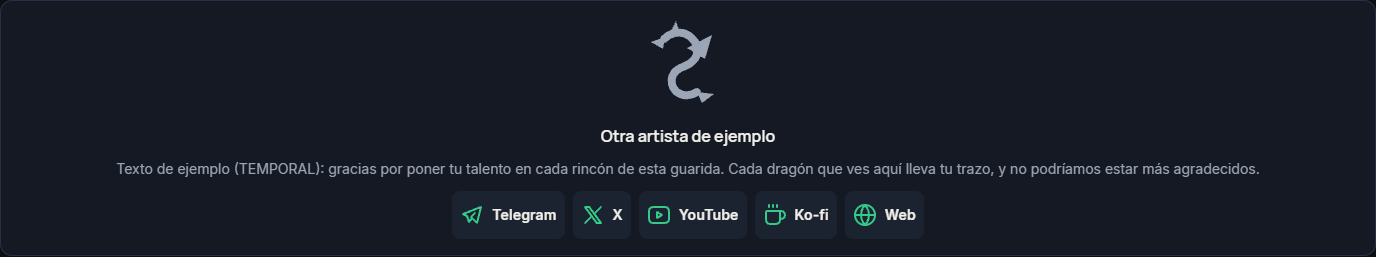 Otra artista de ejemplo
Texto de ejemplo (TEMPORAL): gracias por poner tu talento en cada rincón de esta guarida. Cada dragón que ves aquí lleva tu trazo, y no podríamos estar más agradecidos.
Telegram X YouTube Ko-fi Web